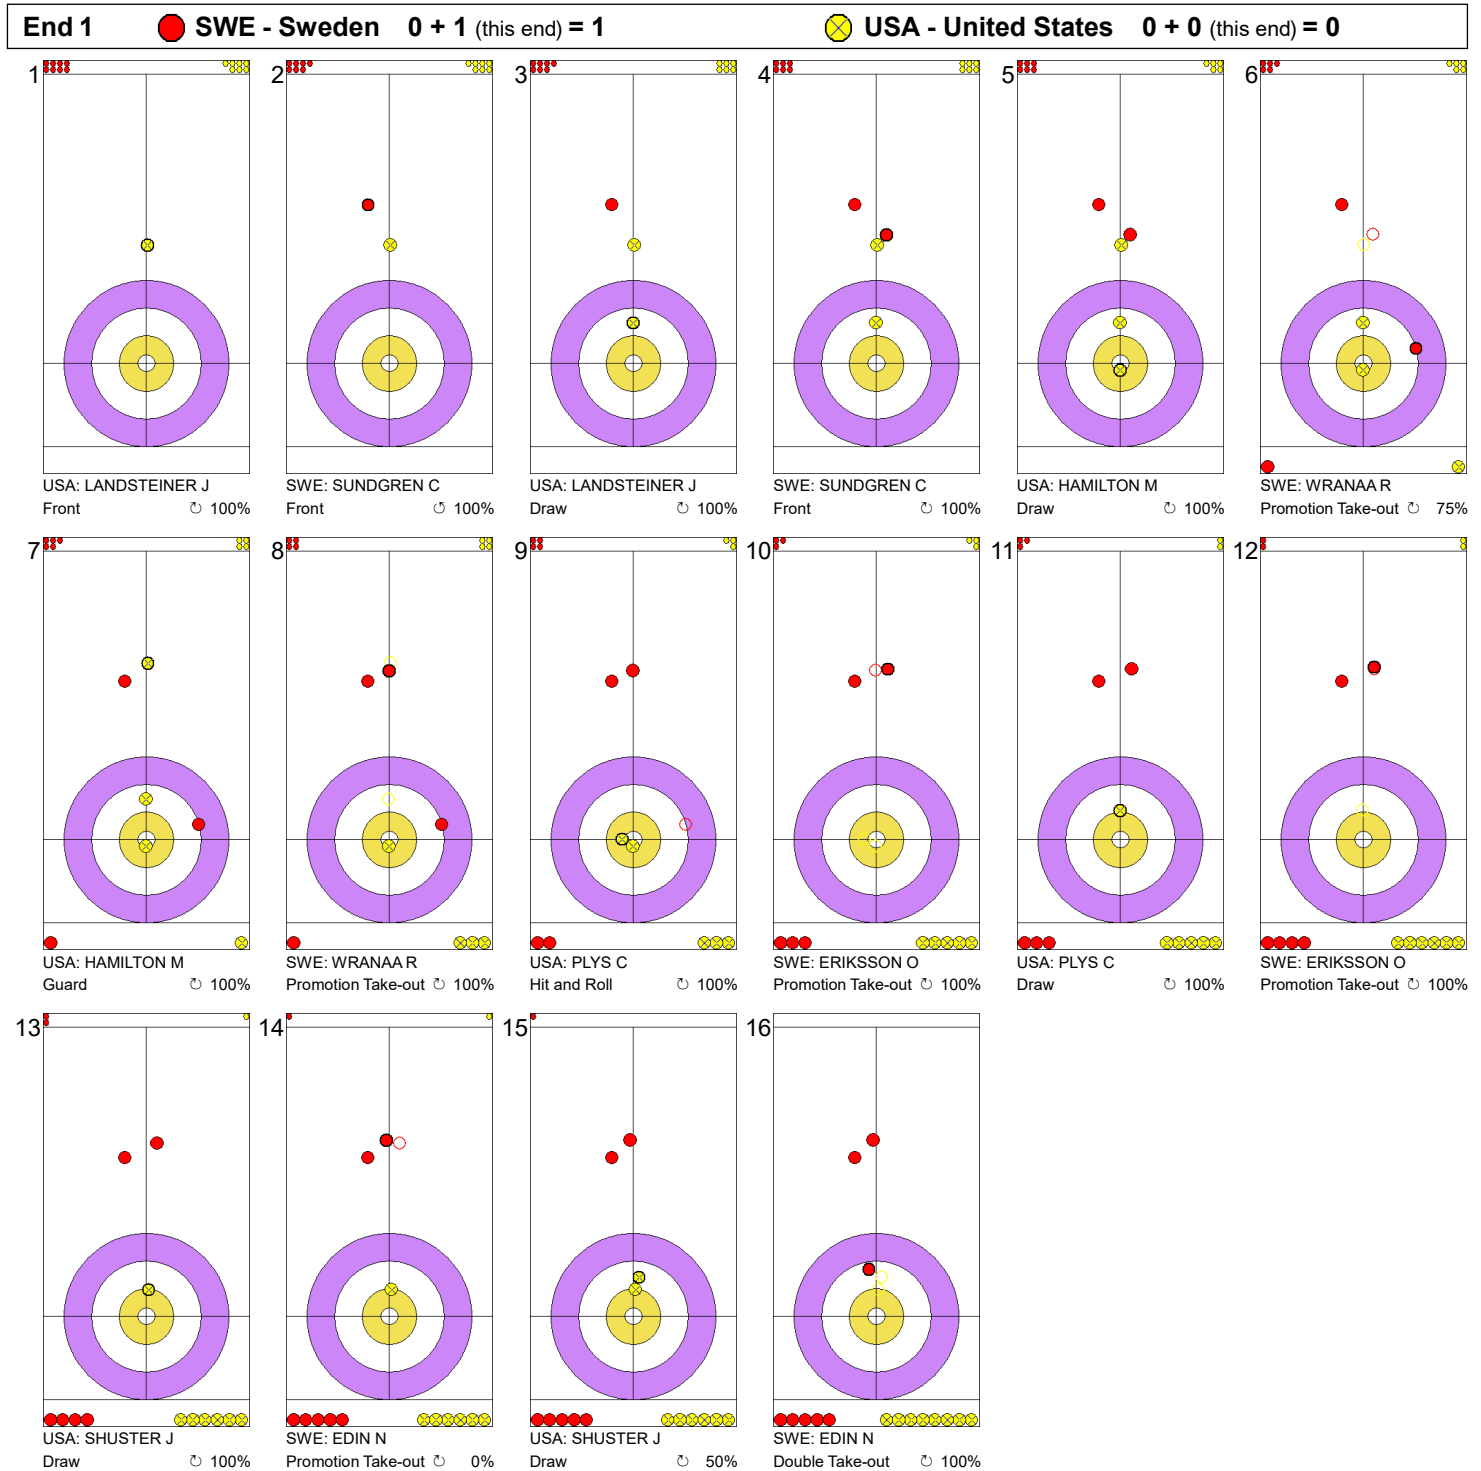 End 1 SWE - Sweden 0 + 1 (this end) = 1 USA - United States 0 + 0 (this end) = 0
1 2 3 4 5 6
USA: LANDSTEINER J SWE: SUNDGREN C USA: LANDSTEINER J SWE: SUNDGREN C USA: HAMILTON M SWE: WRANAA R
Front ↻ 100% Front ↻ 100% Draw ↻ 100% Front ↻ 100% Draw ↻ 100% Promotion Take-out ↻ 75%
7 8 9 10 11 12
USA: HAMILTON M SWE: WRANAA R USA: PLYS C SWE: ERIKSSON O USA: PLYS C SWE: ERIKSSON O
Guard ↻ 100% Promotion Take-out ↻ 100% Hit and Roll ↻ 100% Promotion Take-out ↻ 100% Draw ↻ 100% Promotion Take-out ↻ 100%
13 14 15 16
USA: SHUSTER J SWE: EDIN N USA: SHUSTER J SWE: EDIN N
Draw ↻ 100% Promotion Take-out ↻ 0% Draw ↻ 50% Double Take-out ↻ 100%